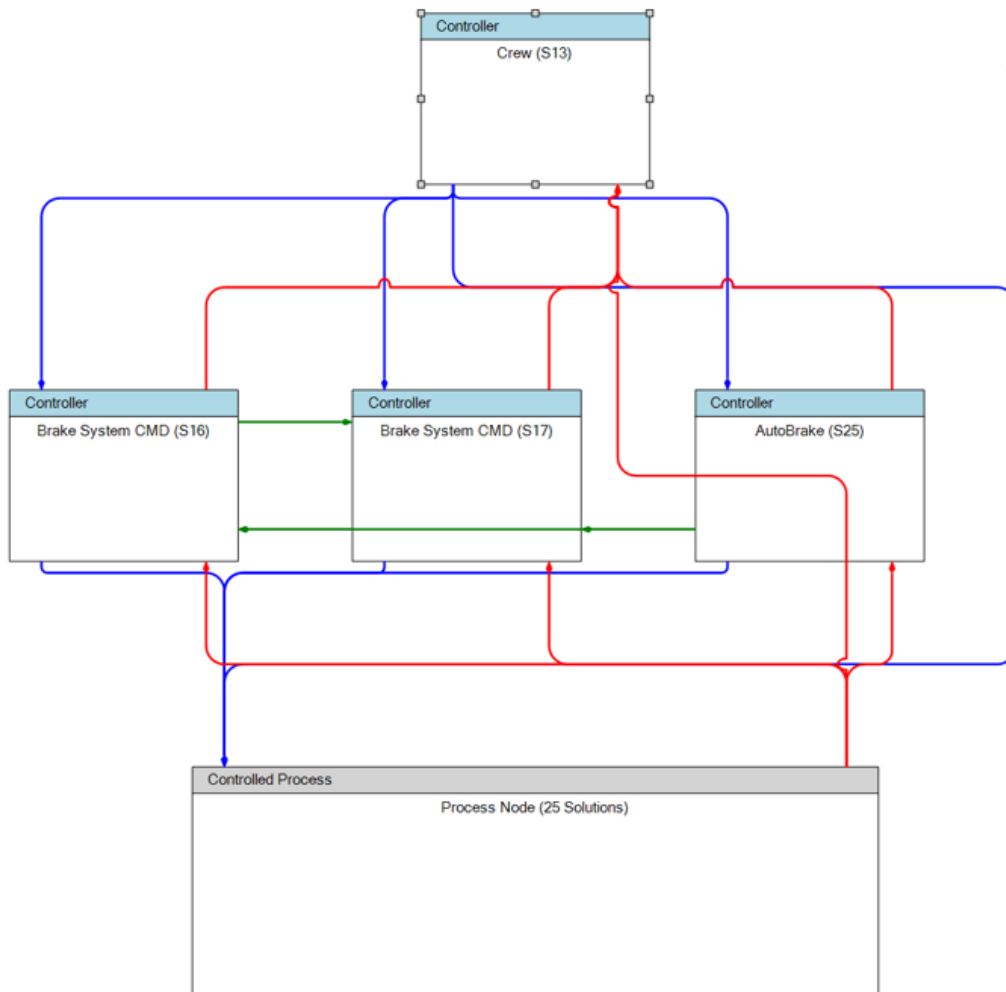 Controller
Crew (S13)
Controller
Brake System CMD (S16)
Controller
Brake System CMD (S17)
Controller
AutoBrake (S25)
Controlled Process
Process Node (25 Solutions)